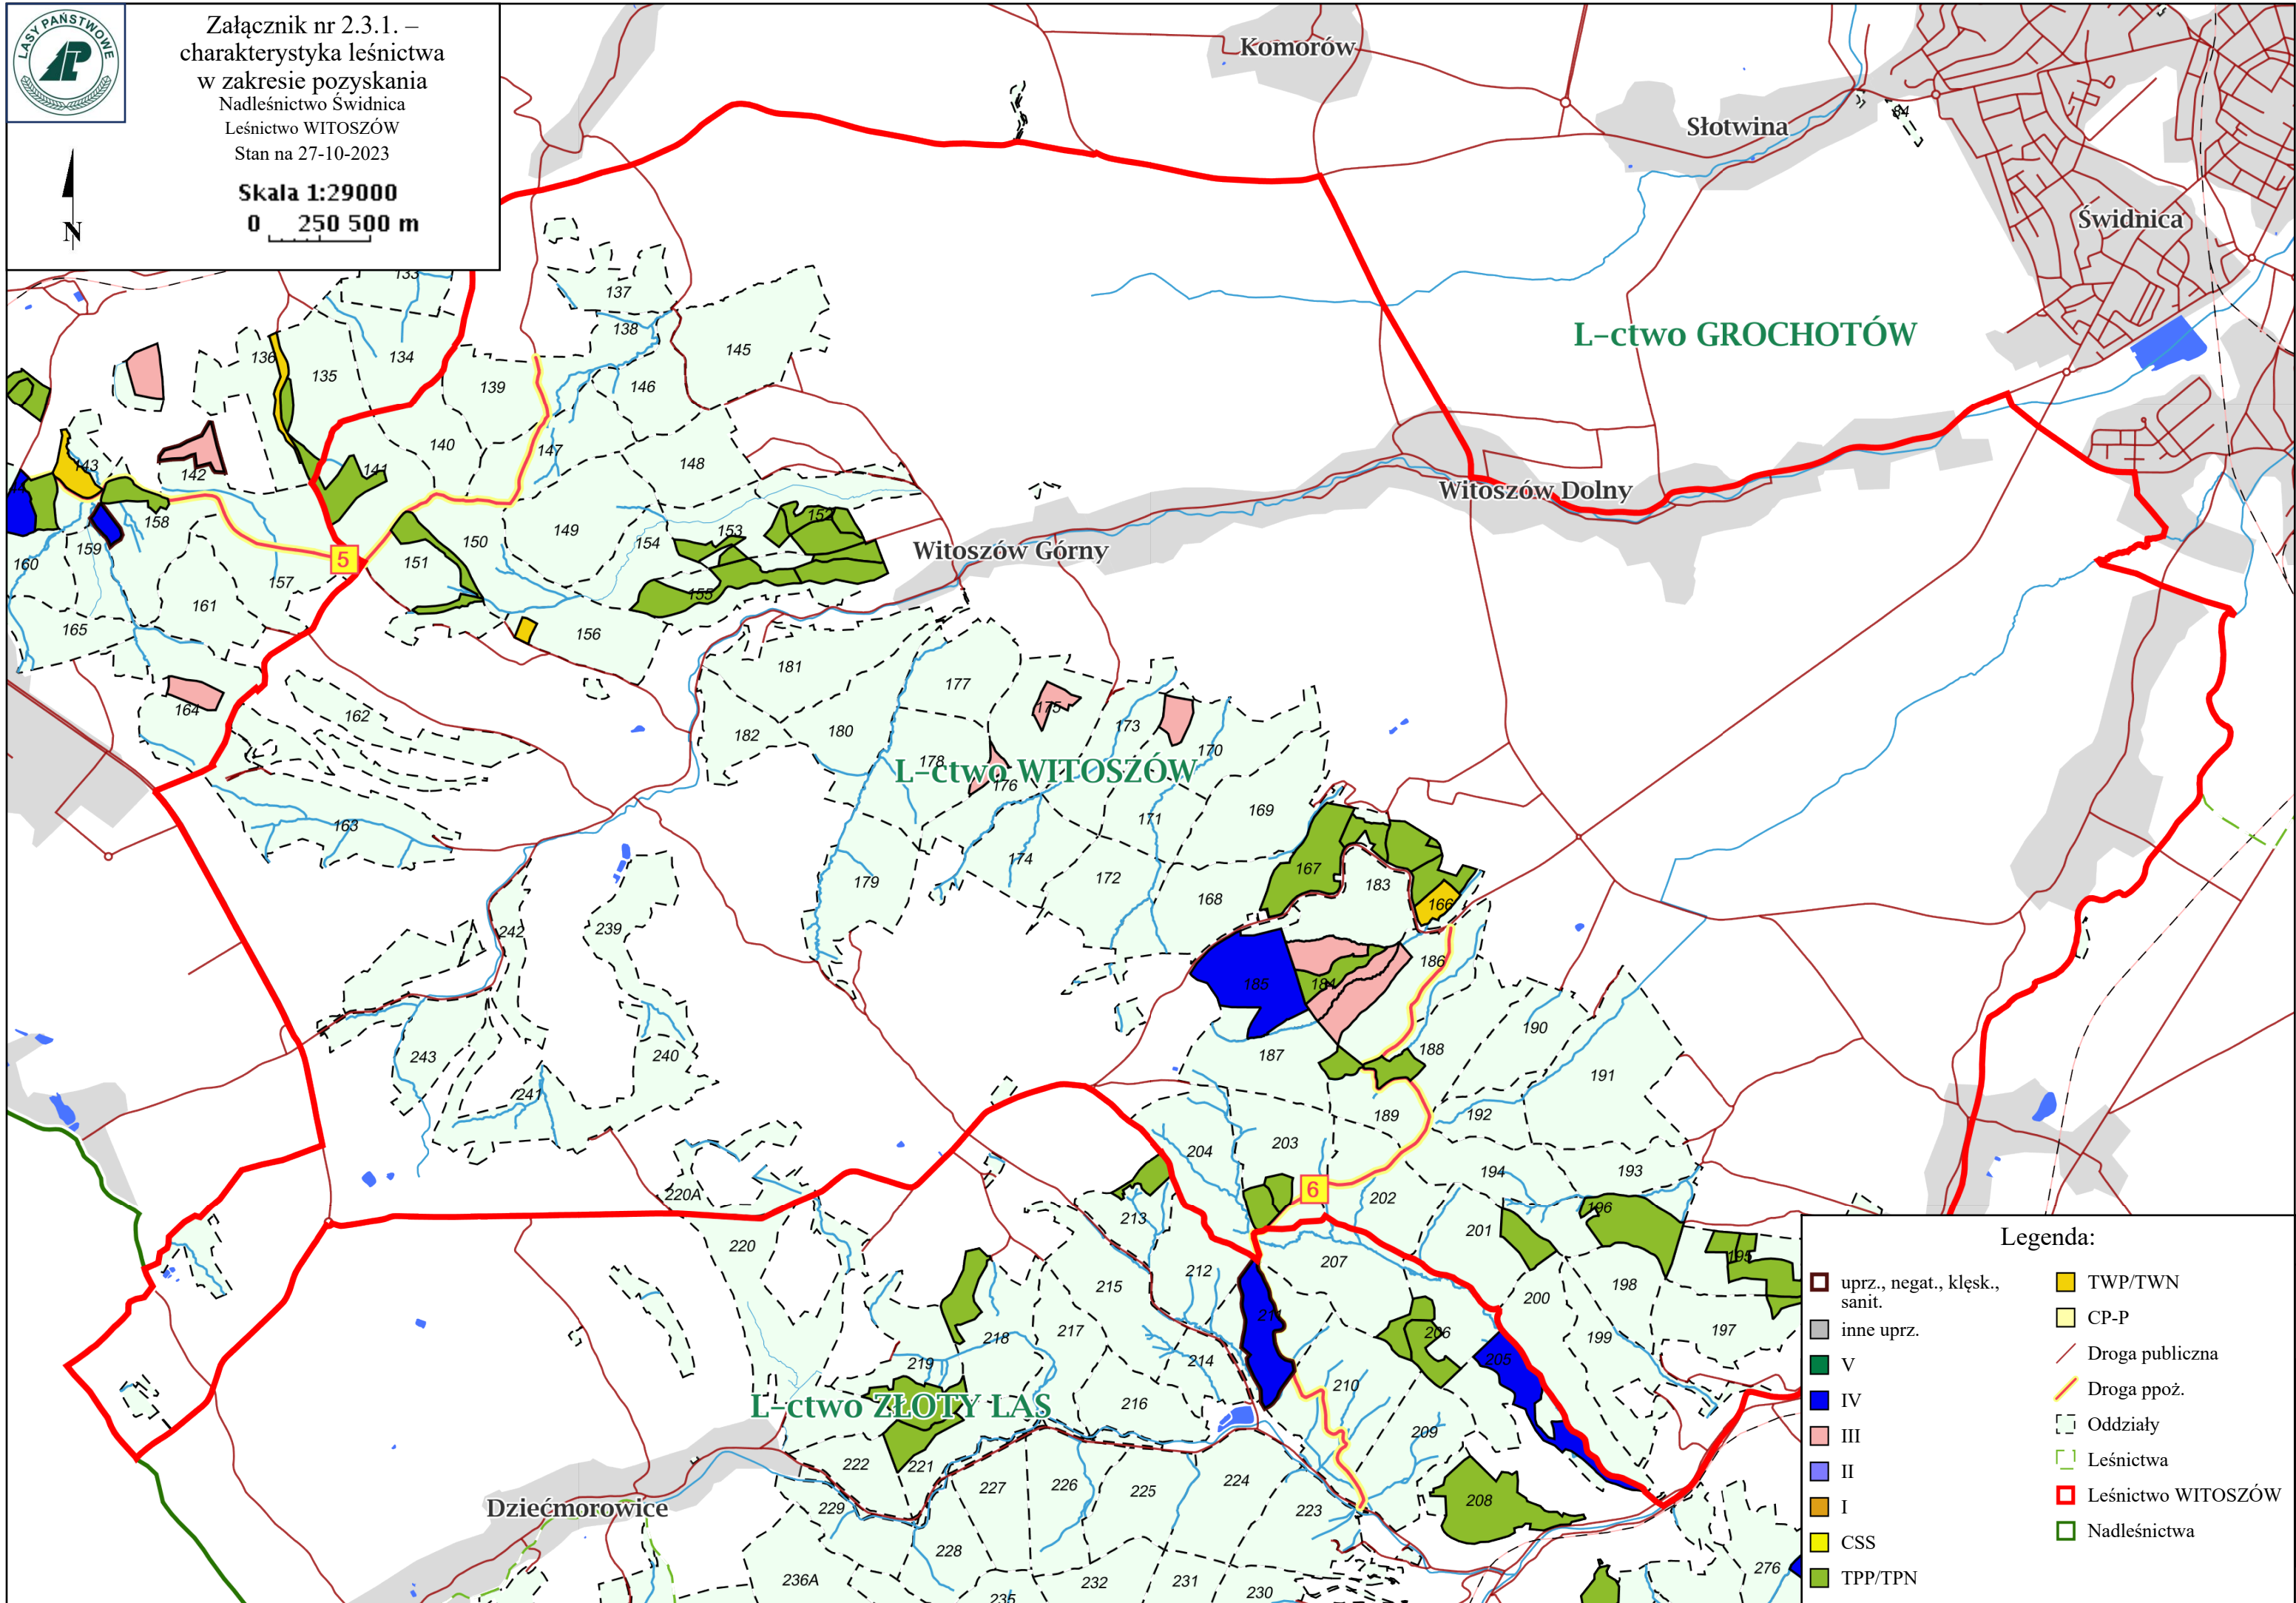 LASY PAŃSTWOWE
LP
Załącznik nr 2.3.1. –
charakterystyka leśnictwa
w zakresie pozyskania
Nadleśnictwo Świdnica
Leśnictwo WITOSZÓW
Stan na 27-10-2023
Skala 1:29000
0 250 500 m
N
Komorów
Słotwina
64
Świdnica
L-ctwo GROCHOTÓW
Witoszów Dolny
Witoszów Górny
L-ctwo WITOSZÓW
L-ctwo ZŁOTY LAS
Dziećmorowice
133
137
138
136
135
134
139
146
145
140
147
148
141
143
142
158
159
160
157
161
165
5
151
150
149
154
153
152
155
156
164
162
163
181
177
182
180
178
175
173
170
176
169
171
174
172
179
168
167
183
166
242
239
185
184
186
243
240
241
187
188
190
191
189
192
204
203
194
193
220A
6
202
213
201
196
195
220
212
207
215
200
198
211
218
217
206
199
197
219
214
205
210
216
209
222
221
227
226
225
224
208
229
223
228
236A
235
232
231
230
276
Legenda:
uprz., negat., klęsk.,
sanit.
inne uprz.
V
IV
III
II
I
CSS
TPP/TPN
TWP/TWN
CP-P
Droga publiczna
Droga ppoż.
Oddziały
Leśnictwa
Leśnictwo WITOSZÓW
Nadleśnictwa